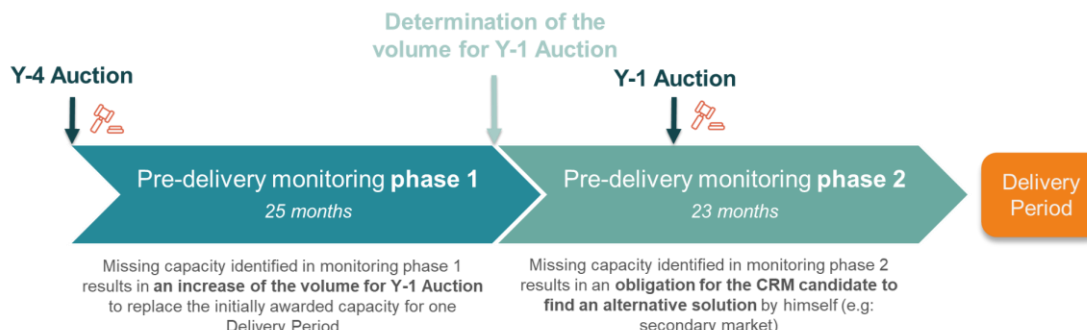 Determination of the
volume for Y-1 Auction
Y-4 Auction
Y-1 Auction
Pre-delivery monitoring phase 1
25 months
Pre-delivery monitoring phase 2
23 months
Delivery
Period
Missing capacity identified in monitoring phase 1
results in an increase of the volume for Y-1 Auction
to replace the initially awarded capacity for one
Delivery Period
Missing capacity identified in monitoring phase 2
results in an obligation for the CRM candidate to
find an alternative solution by himself (e.g:
secondary market)